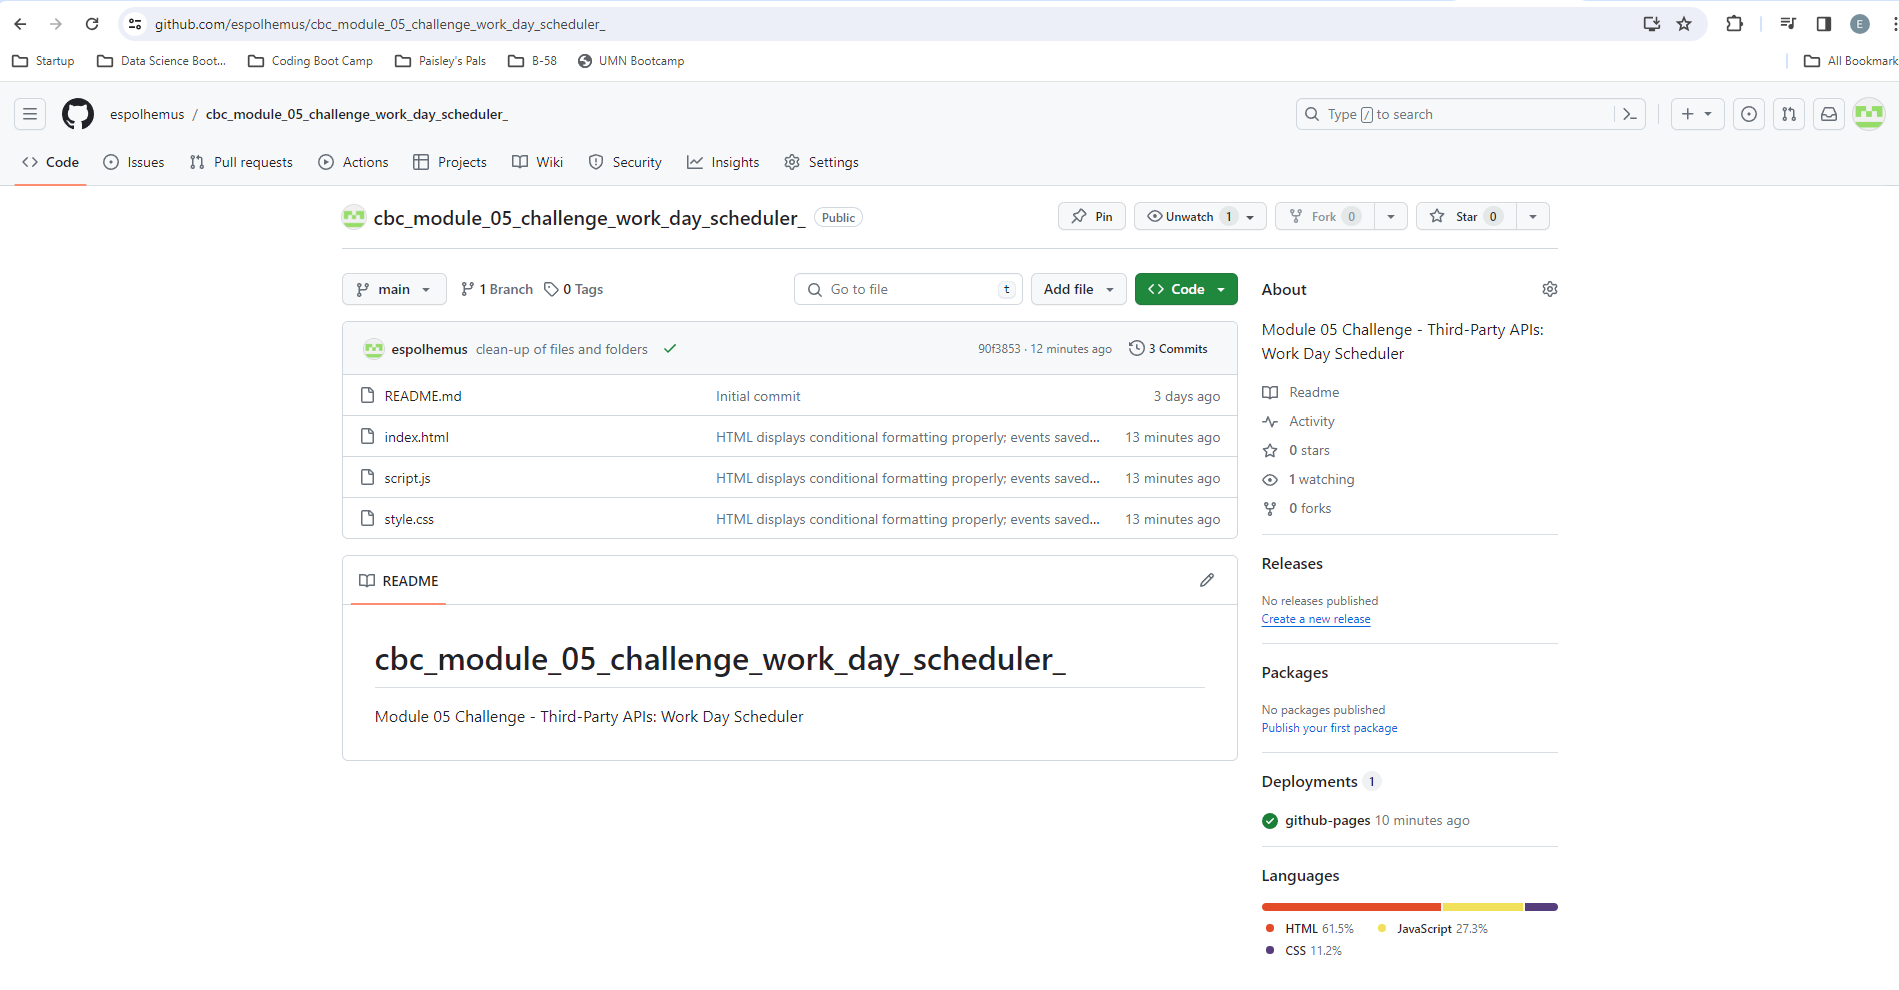 github.com/espolhemus/cbc_module_05_challenge_work_day_scheduler_
E
Startup Data Science Boot... Coding Boot Camp Paisley's Pals B-58 UMN Bootcamp All Bookmark
espolhemus / cbc_module_05_challenge_work_day_scheduler_ Type / to search
Code Issues Pull requests Actions Projects Wiki Security Insights Settings
cbc_module_05_challenge_work_day_scheduler_ Public Pin Unwatch 1 Fork 0 Star 0
main 1 Branch 0 Tags Go to file t Add file Code
espolhemus clean-up of files and folders 90f3853 · 12 minutes ago 3 Commits
README.md Initial commit 3 days ago
index.html HTML displays conditional formatting properly; events saved... 13 minutes ago
script.js HTML displays conditional formatting properly; events saved... 13 minutes ago
style.css HTML displays conditional formatting properly; events saved... 13 minutes ago
README
cbc_module_05_challenge_work_day_scheduler_
Module 05 Challenge - Third-Party APIs: Work Day Scheduler
About
Module 05 Challenge - Third-Party APIs:
Work Day Scheduler
Readme
Activity
0 stars
1 watching
0 forks
Releases
No releases published
Create a new release
Packages
No packages published
Publish your first package
Deployments 1
github-pages 10 minutes ago
Languages
HTML 61.5% JavaScript 27.3%
CSS 11.2%